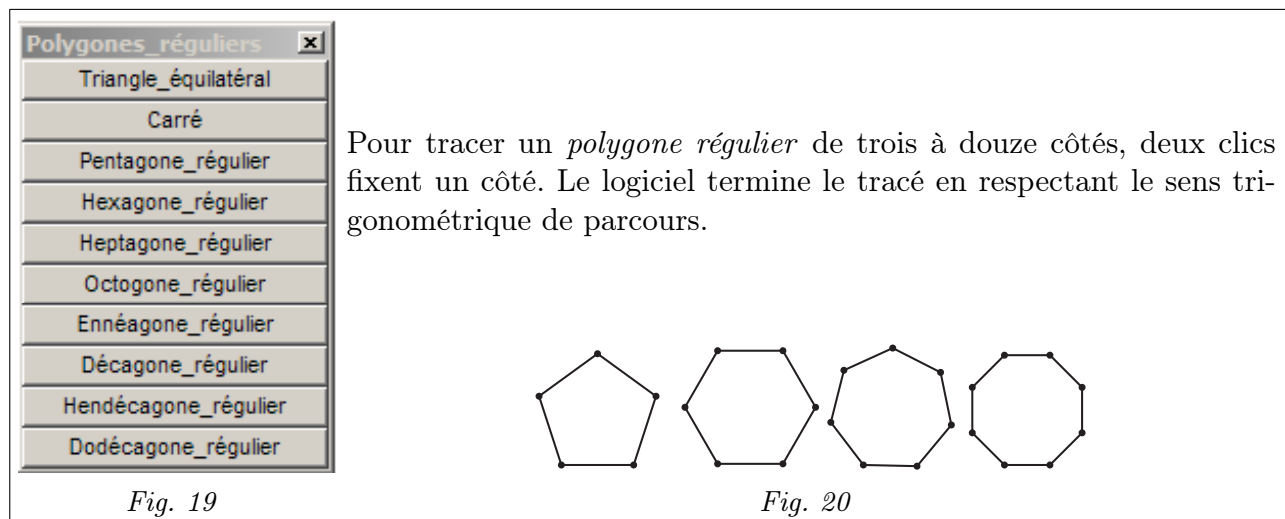 Polygones_réguliers
Triangle_équilatéral
Carré
Pentagone_régulier
Hexagone_régulier
Heptagone_régulier
Octogone_régulier
Ennéagone_régulier
Décagone_régulier
Hendécagone_régulier
Dodécagone_régulier
Fig. 19
Pour tracer un polygone régulier de trois à douze côtés, deux clics
fixent un côté. Le logiciel termine le tracé en respectant le sens tri-
gonométrique de parcours.
Fig. 20